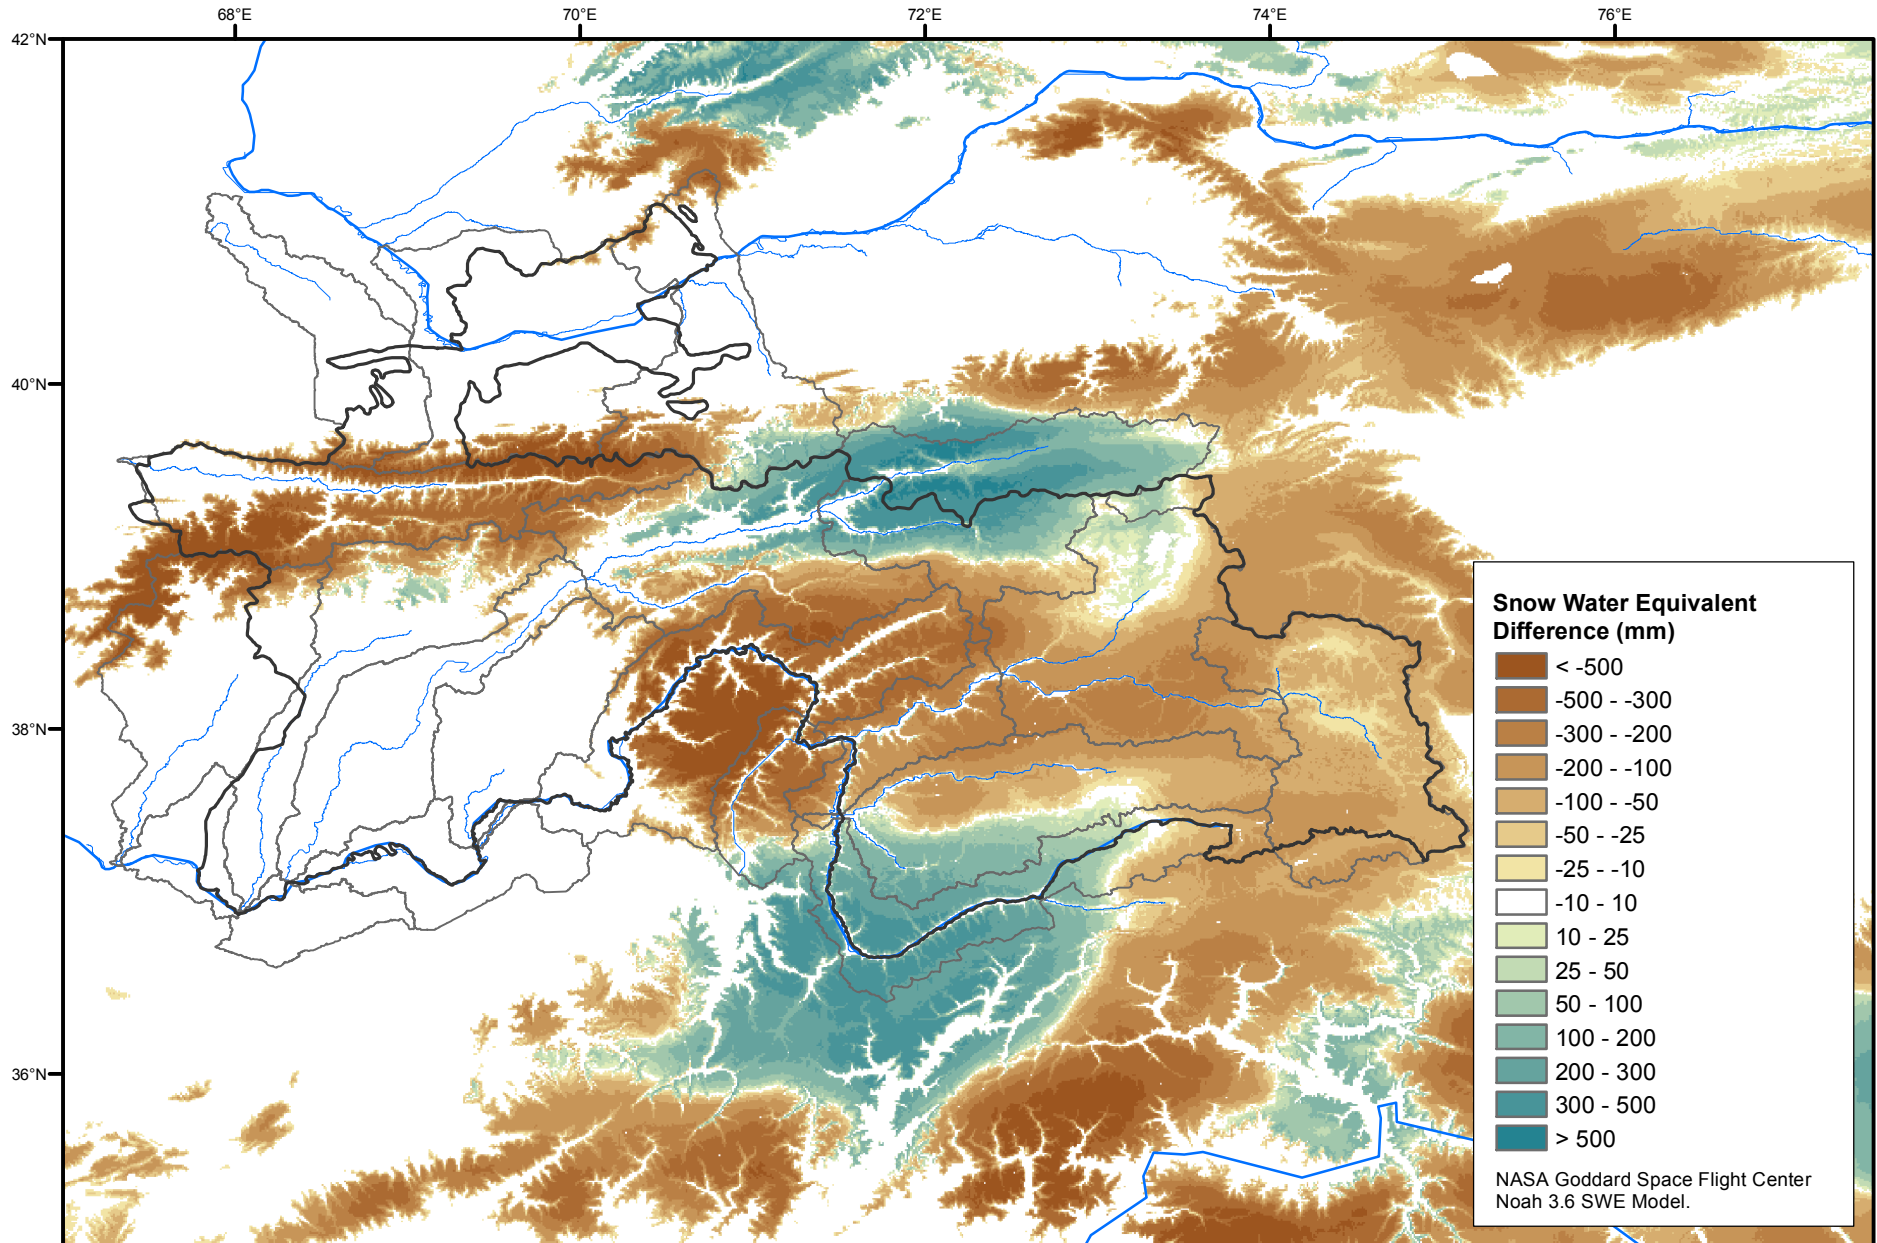 68°E 70°E 72°E 74°E 76°E
42°N
40°N
38°N
36°N
Snow Water Equivalent
Difference (mm)
< -500
-500 - -300
-300 - -200
-200 - -100
-100 - -50
-50 - -25
-25 - -10
-10 - 10
10 - 25
25 - 50
50 - 100
100 - 200
200 - 300
300 - 500
> 500
NASA Goddard Space Flight Center
Noah 3.6 SWE Model.